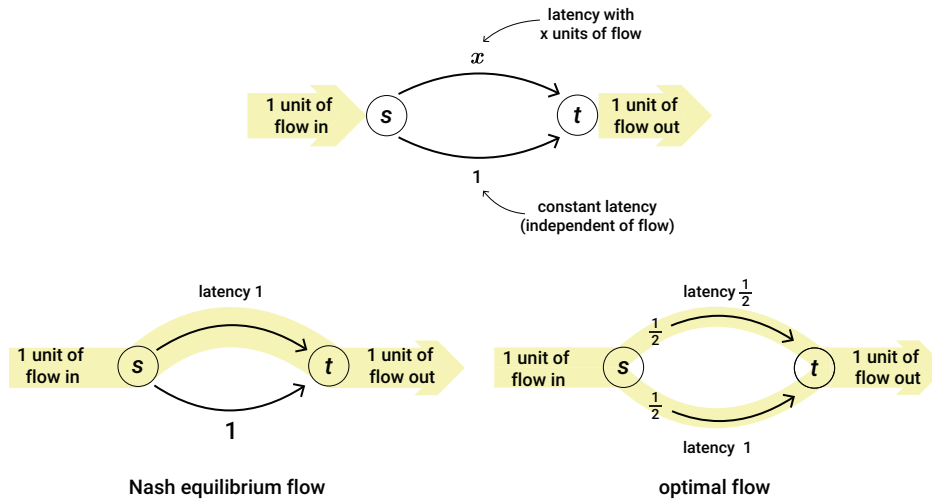 latency with
x units of flow
x
1 unit of
flow in
s
t
1 unit of
flow out
1
constant latency
(independent of flow)
latency 1
1 unit of
flow in
s
t
1 unit of
flow out
1
Nash equilibrium flow
latency 1/2
1/2
1 unit of
flow in
s
t
1 unit of
flow out
1/2
latency 1
optimal flow